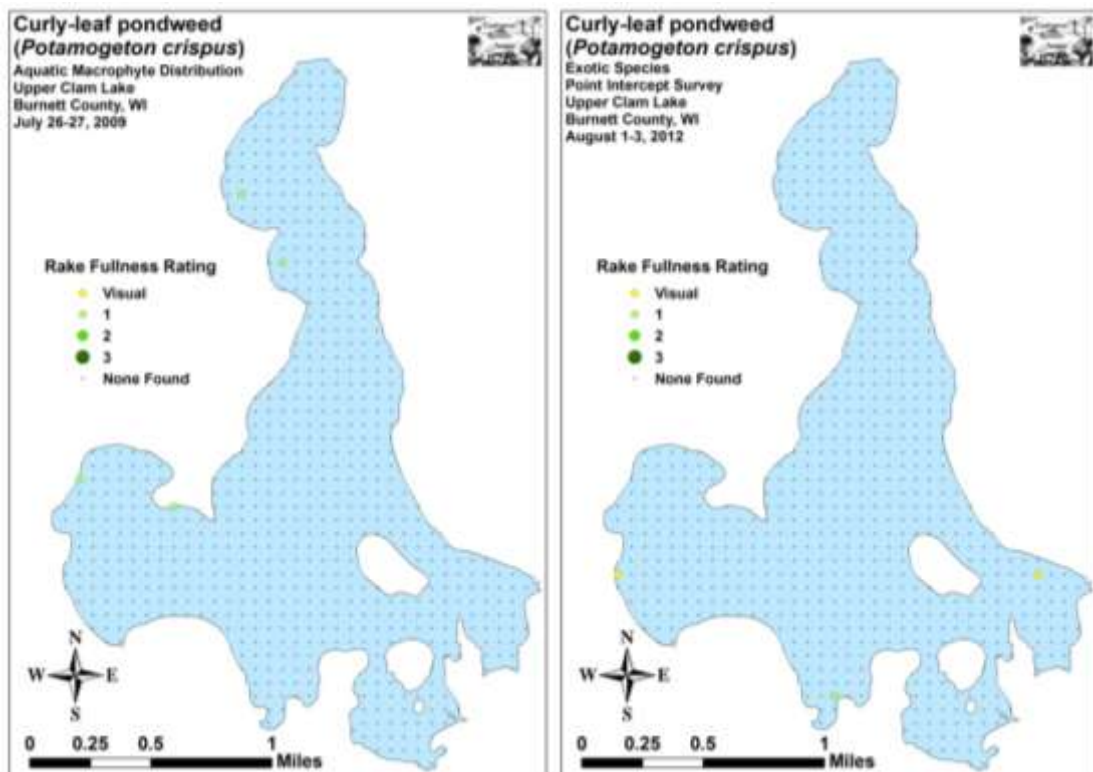 Curly-leaf pondweed
(Potamogeton crispus)
Aquatic Macrophyte Distribution
Upper Clam Lake
Burnett County, WI
July 26-27, 2009
Rake Fullness Rating
Visual
1
2
3
None Found
N
W E
S
0 0.25 0.5 1
Miles
Curly-leaf pondweed
(Potamogeton crispus)
Exotic Species
Point Intercept Survey
Upper Clam Lake
Burnett County, WI
August 1-3, 2012
Rake Fullness Rating
Visual
1
2
3
None Found
N
W E
S
0 0.25 0.5 1
Miles